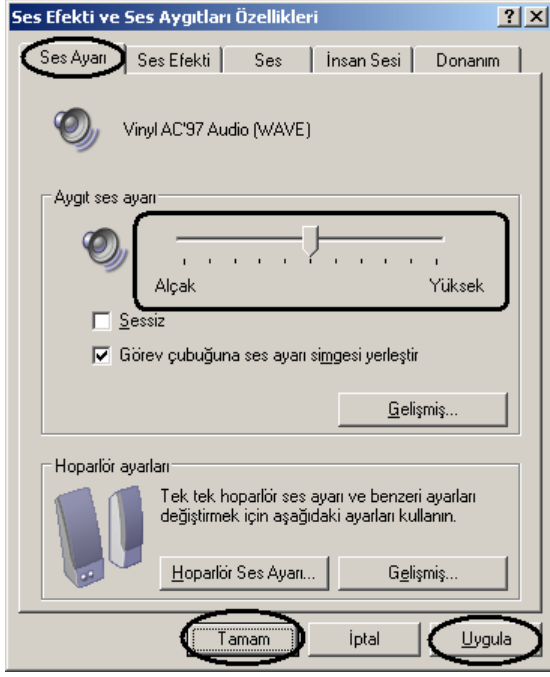 Ses Efekti ve Ses Aygıtları Özellikleri
Ses Ayarı Ses Efekti Ses İnsan Sesi Donanım
Vinyl AC'97 Audio (WAVE)
Aygıt ses ayarı
Alçak Yüksek
Sessiz
Görev çubuğuna ses ayarı simgesi yerleştir
Gelişmiş...
Hoparlör ayarları
Tek tek hoparlör ses ayarı ve benzeri ayarları
değiştirmek için aşağıdaki ayarları kullanın.
Hoparlör Ses Ayarı... Gelişmiş...
Tamam İptal Uygula